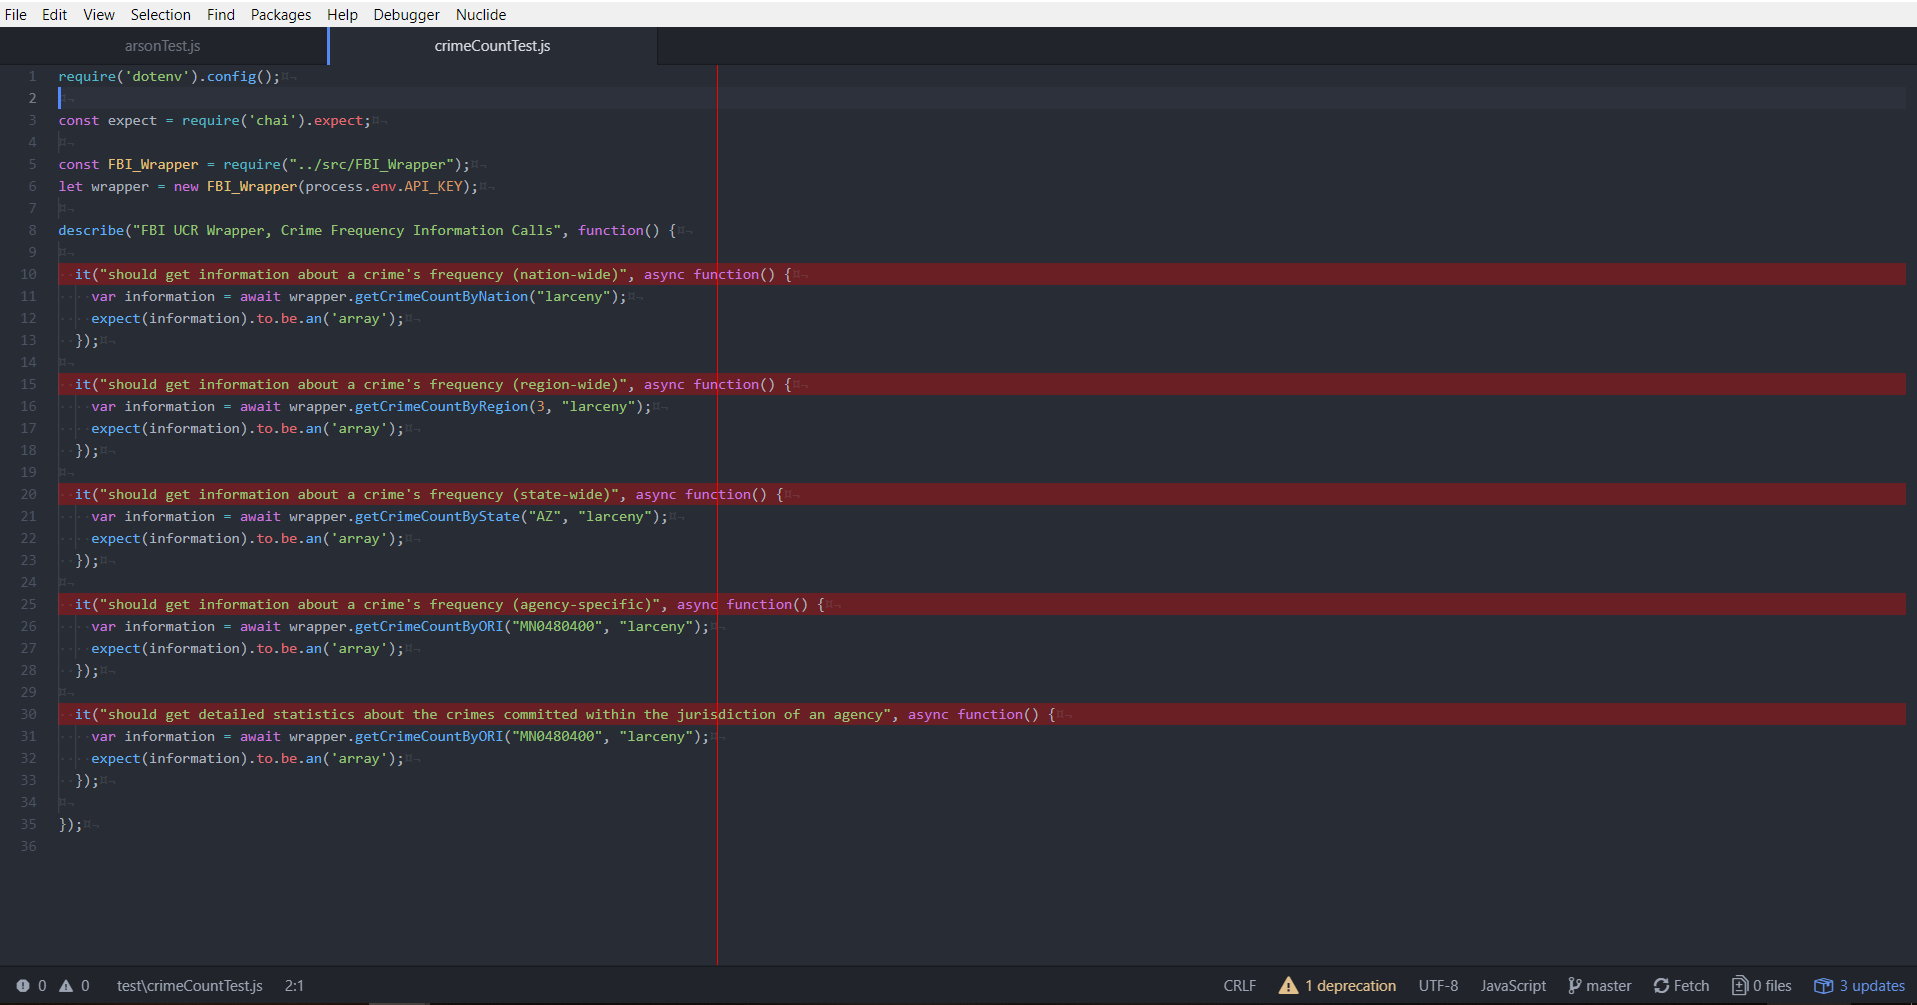 File Edit View Selection Find Packages Help Debugger Nuclide
arsonTest.js crimeCountTest.js
1 require('dotenv').config();¤¬
2 ¤¬
3 const expect = require('chai').expect;¤¬
4 ¤¬
5 const FBI_Wrapper = require("../src/FBI_Wrapper");¤¬
6 let wrapper = new FBI_Wrapper(process.env.API_KEY);¤¬
7 ¤¬
8 describe("FBI UCR Wrapper, Crime Frequency Information Calls", function() {¤¬
9 ¤¬
10 ··it("should get information about a crime's frequency (nation-wide)", async function() {¤¬
11 ····var information = await wrapper.getCrimeCountByNation("larceny");¤¬
12 ····expect(information).to.be.an('array');¤¬
13 ··});¤¬
14 ¤¬
15 ··it("should get information about a crime's frequency (region-wide)", async function() {¤¬
16 ····var information = await wrapper.getCrimeCountByRegion(3, "larceny");¤¬
17 ····expect(information).to.be.an('array');¤¬
18 ··});¤¬
19 ¤¬
20 ··it("should get information about a crime's frequency (state-wide)", async function() {¤¬
21 ····var information = await wrapper.getCrimeCountByState("AZ", "larceny");¤¬
22 ····expect(information).to.be.an('array');¤¬
23 ··});¤¬
24 ¤¬
25 ··it("should get information about a crime's frequency (agency-specific)", async function() {¤¬
26 ····var information = await wrapper.getCrimeCountByORI("MN0480400", "larceny");¤¬
27 ····expect(information).to.be.an('array');¤¬
28 ··});¤¬
29 ¤¬
30 ··it("should get detailed statistics about the crimes committed within the jurisdiction of an agency", async function() {¤¬
31 ····var information = await wrapper.getCrimeCountByORI("MN0480400", "larceny");¤¬
32 ····expect(information).to.be.an('array');¤¬
33 ··});¤¬
34 ¤¬
35 });¤¬
36
0 0 test\crimeCountTest.js 2:1 CRLF 1 deprecation UTF-8 JavaScript master Fetch 0 files 3 updates